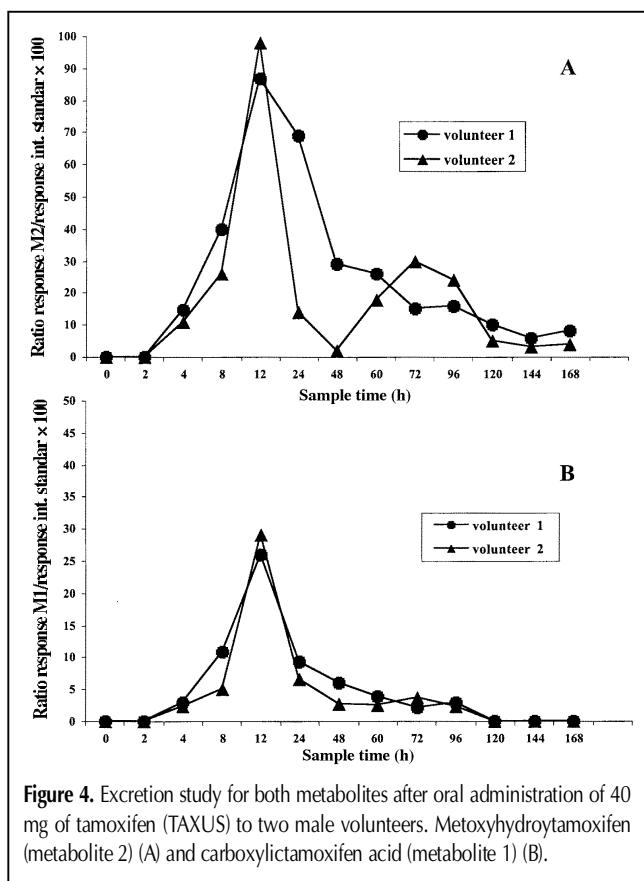 Ratio response M2/response int. standar × 100
100
90
80
70
60
50
40
30
20
10
0
A
volunteer 1
volunteer 2
0 2 4 8 12 24 48 60 72 96 120 144 168
Sample time (h)
Ratio response M1/response int. standar × 100
50
45
40
35
30
25
20
15
10
5
0
B
volunteer 1
volunteer 2
0 2 4 8 12 24 48 60 72 96 120 144 168
Sample time (h)
Figure 4. Excretion study for both metabolites after oral administration of 40
mg of tamoxifen (TAXUS) to two male volunteers. Metoxyhydroytamoxifen
(metabolite 2) (A) and carboxylictamoxifen acid (metabolite 1) (B).